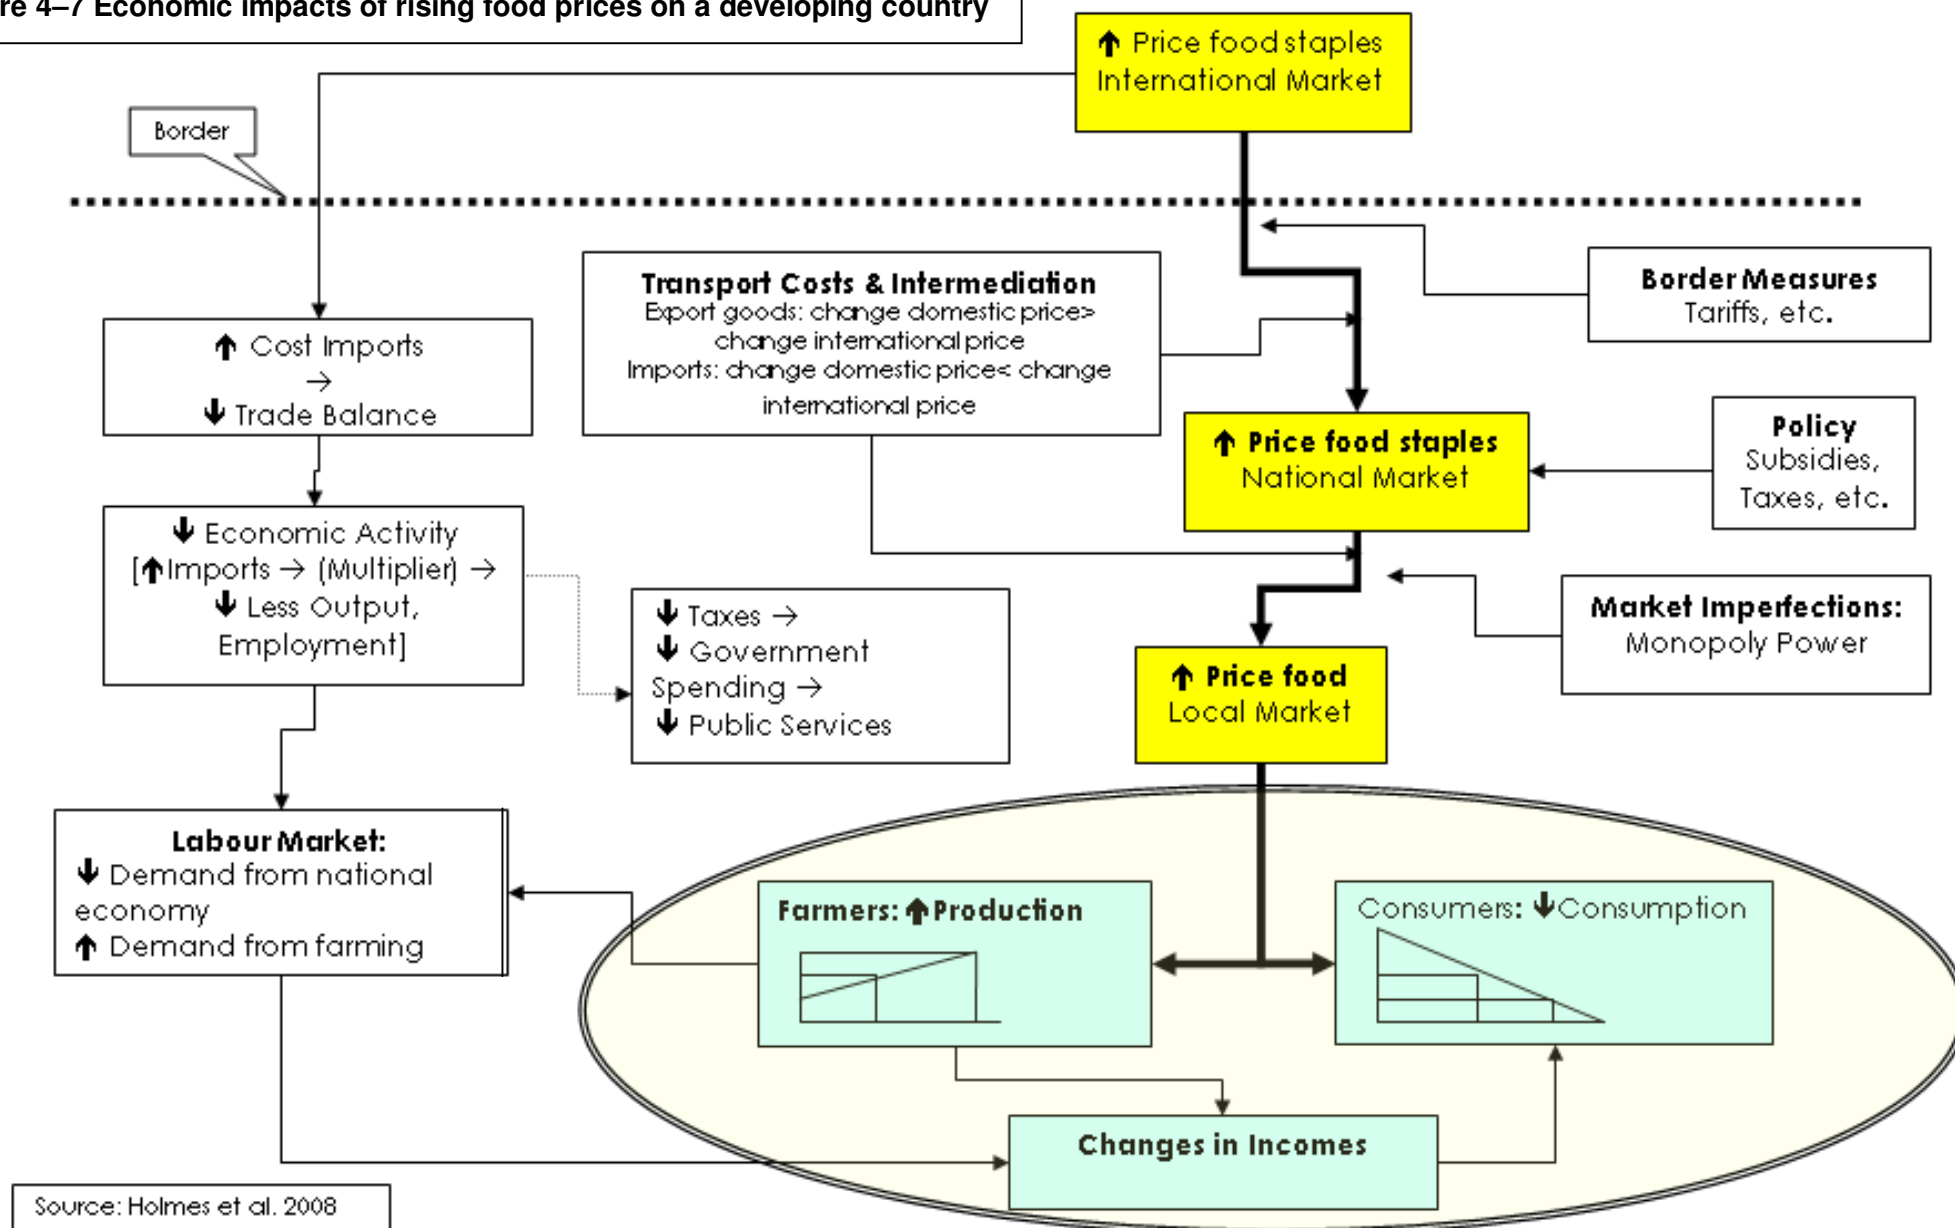 re 4–7 Economic impacts of rising food prices on a developing country
↑ Price food staples
International Market
Border
Transport Costs & Intermediation
Export goods: change domestic price>
change international price
Imports: change domestic price< change
international price
Border Measures
Tariffs, etc.
↑ Cost Imports
→
↓ Trade Balance
↑ Price food staples
National Market
Policy
Subsidies,
Taxes, etc.
↓ Economic Activity
[↑Imports → (Multiplier) →
↓ Less Output,
Employment]
↓ Taxes →
↓ Government
Spending →
↓ Public Services
Market Imperfections:
Monopoly Power
↑ Price food
Local Market
Labour Market:
↓ Demand from national
economy
↑ Demand from farming
Farmers: ↑Production
Consumers: ↓Consumption
Changes in Incomes
Source: Holmes et al. 2008